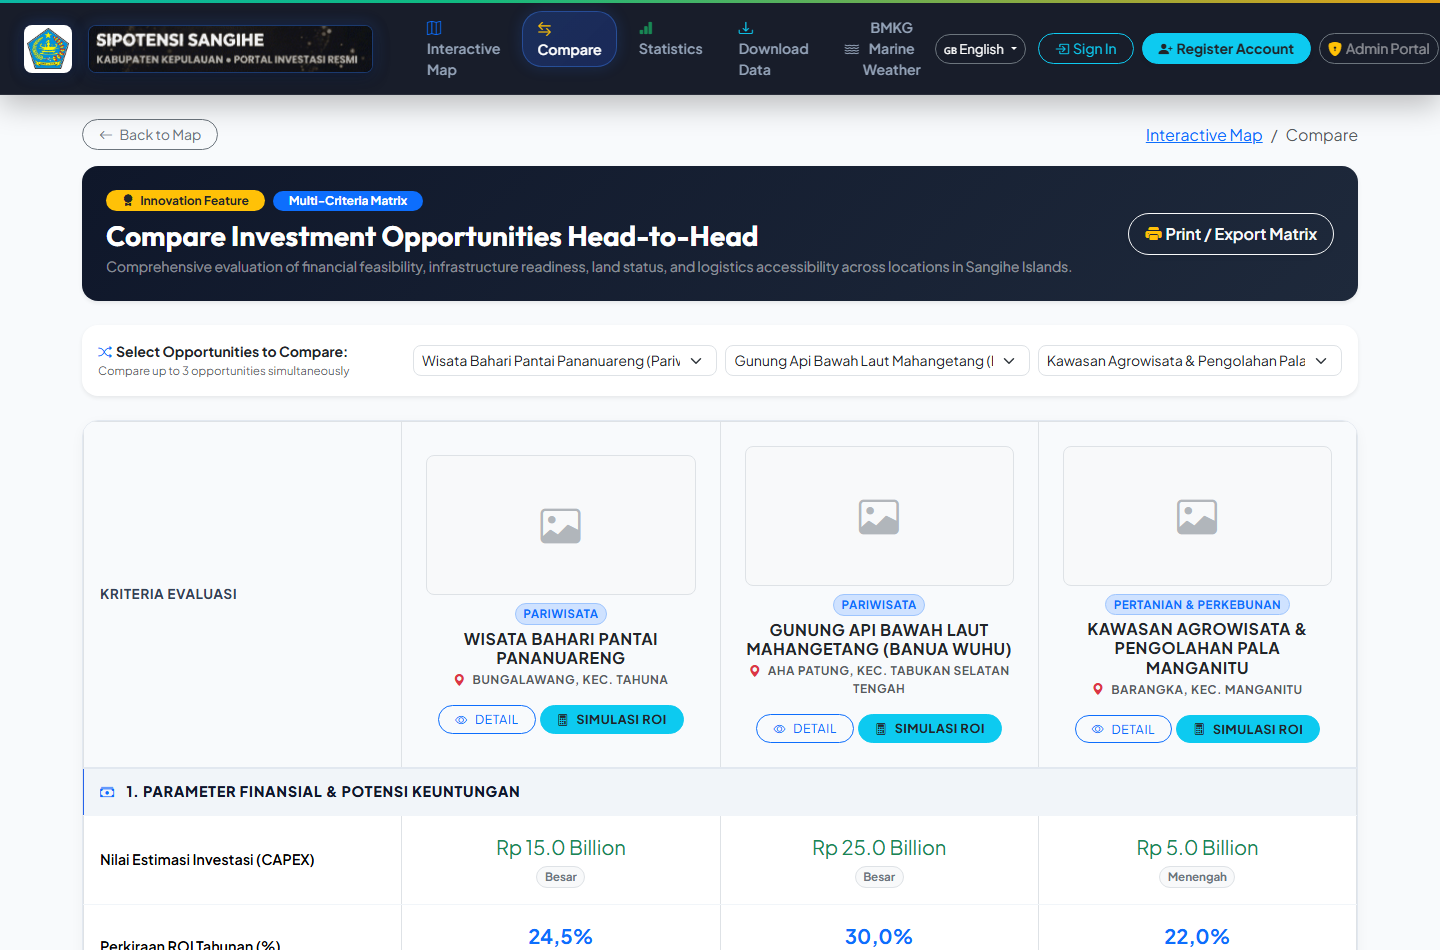 SIPOTENSI SANGIHE
KABUPATEN KEPULAUAN • PORTAL INVESTASI RESMI
Interactive
Map
Compare
Statistics
Download
Data
BMKG
Marine
Weather
GB English
Sign In
Register Account
Admin Portal
Back to Map
Interactive Map / Compare
Innovation Feature
Multi-Criteria Matrix
Compare Investment Opportunities Head-to-Head
Comprehensive evaluation of financial feasibility, infrastructure readiness, land status, and logistics accessibility across locations in Sangihe Islands.
Print / Export Matrix
Select Opportunities to Compare:
Compare up to 3 opportunities simultaneously
Wisata Bahari Pantai Pananuareng (Pariw
Gunung Api Bawah Laut Mahangetang (
Kawasan Agrowisata & Pengolahan Pala
KRITERIA EVALUASI
PARIWISATA
WISATA BAHARI PANTAI
PANANUARENG
BUNGALAWANG, KEC. TAHUNA
DETAIL
SIMULASI ROI
PARIWISATA
GUNUNG API BAWAH LAUT
MAHANGETANG (BANUA WUHU)
AHA PATUNG, KEC. TABUKAN SELATAN
TENGAH
DETAIL
SIMULASI ROI
PERTANIAN & PERKEBUNAN
KAWASAN AGROWISATA &
PENGOLAHAN PALA
MANGANITU
BARANGKA, KEC. MANGANITU
DETAIL
SIMULASI ROI
1. PARAMETER FINANSIAL & POTENSI KEUNTUNGAN
Nilai Estimasi Investasi (CAPEX)
Rp 15.0 Billion
Besar
Rp 25.0 Billion
Besar
Rp 5.0 Billion
Menengah
Perkiraan ROI Tahunan (%)
24,5%
30,0%
22,0%